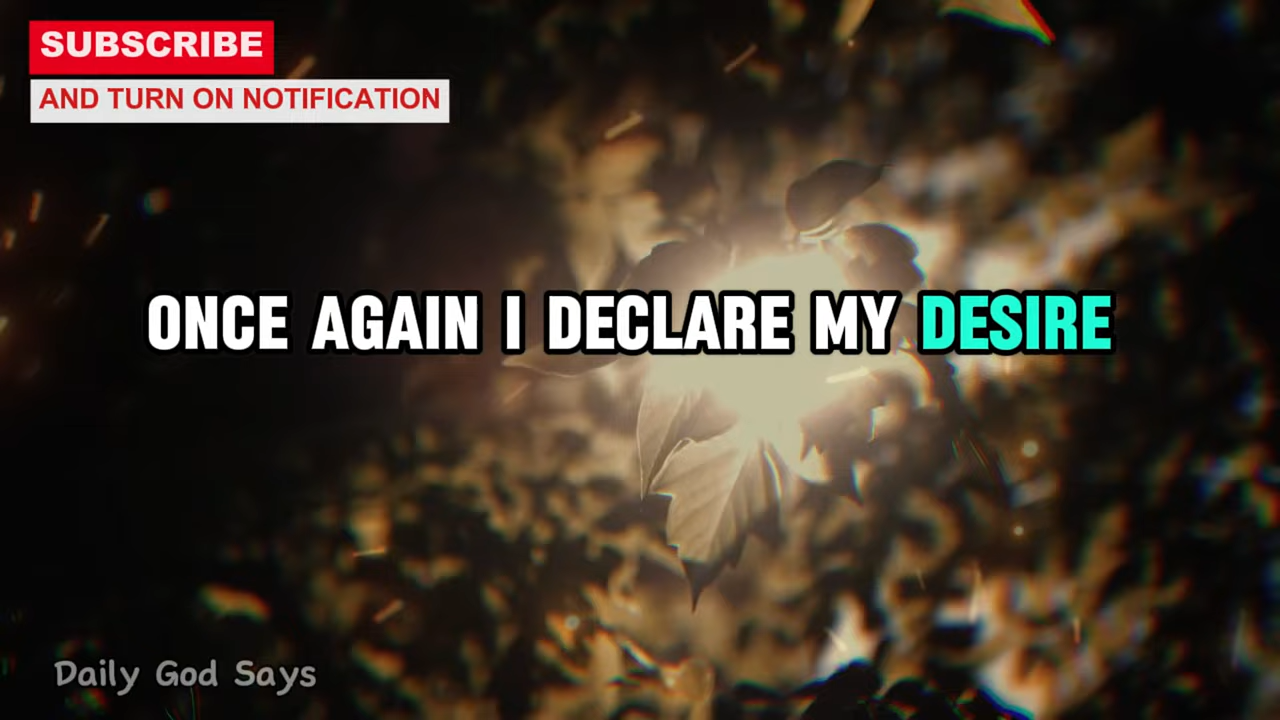 SUBSCRIBE
AND TURN ON NOTIFICATION
ONCE AGAIN I DECLARE MY DESIRE
Daily God Says